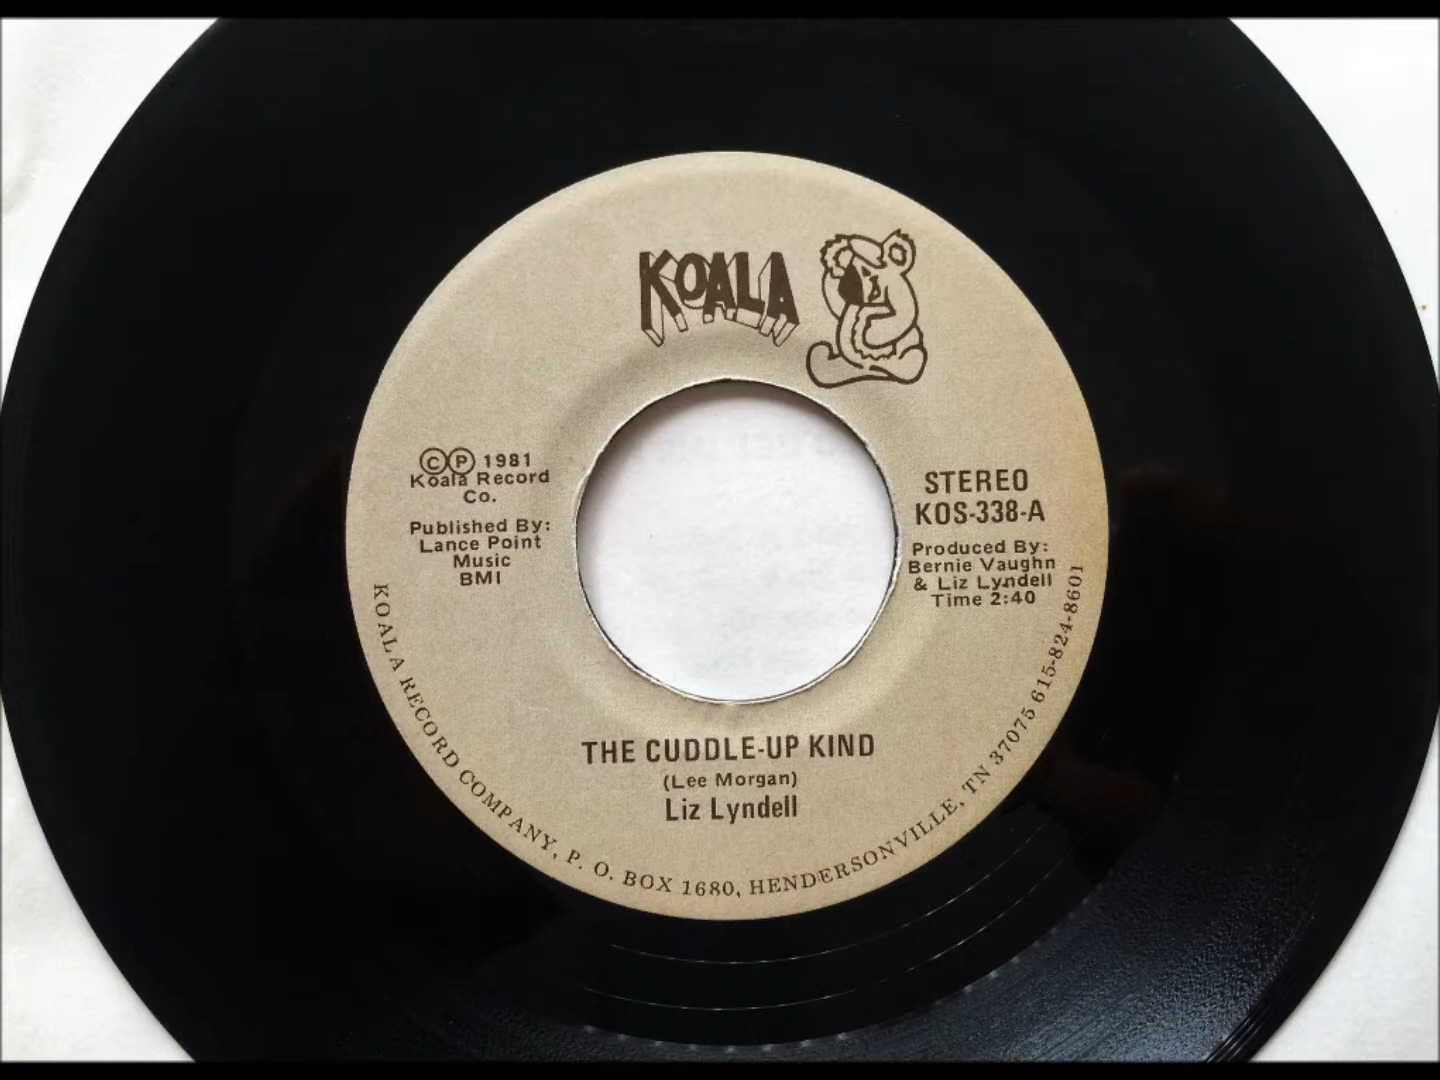 KOALA
©℗ 1981
Koala Record
Co.
Published By:
Lance Point
Music
BMI
STEREO
KOS-338-A
Produced By:
Bernie Vaughn
& Liz Lyndell
Time 2:40
THE CUDDLE-UP KIND
(Lee Morgan)
Liz Lyndell
KOALA RECORD COMPANY, P. O. BOX 1680, HENDERSONVILLE, TN 37075 615-824-8601